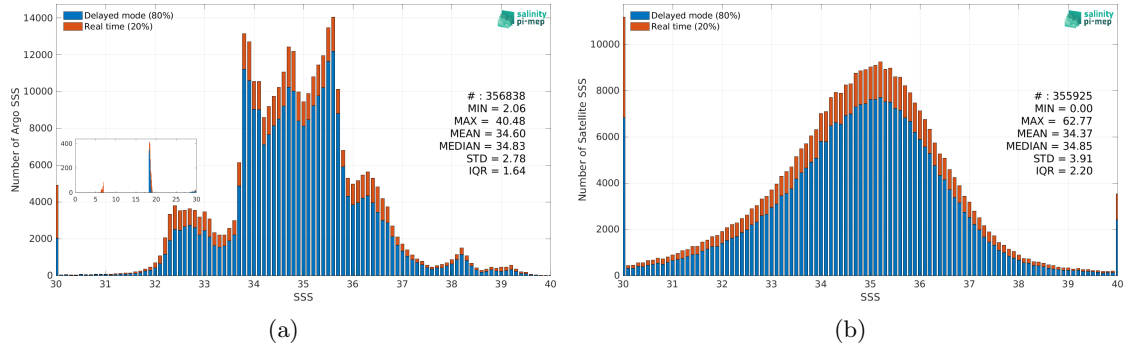 Delayed mode (80%)
Real time (20%)
salinity
pi-mep
# : 356838
MIN = 2.06
MAX = 40.48
MEAN = 34.60
MEDIAN = 34.83
STD = 2.78
IQR = 1.64
Number of Argo SSS
14000
12000
10000
8000
6000
4000
2000
0
400
200
0
0 5 10 15 20 25 30
30 31 32 33 34 35 36 37 38 39 40
SSS
(a)
Delayed mode (80%)
Real time (20%)
salinity
pi-mep
# : 355925
MIN = 0.00
MAX = 62.77
MEAN = 34.37
MEDIAN = 34.85
STD = 3.91
IQR = 2.20
Number of Satellite SSS
10000
8000
6000
4000
2000
0
30 31 32 33 34 35 36 37 38 39 40
SSS
(b)